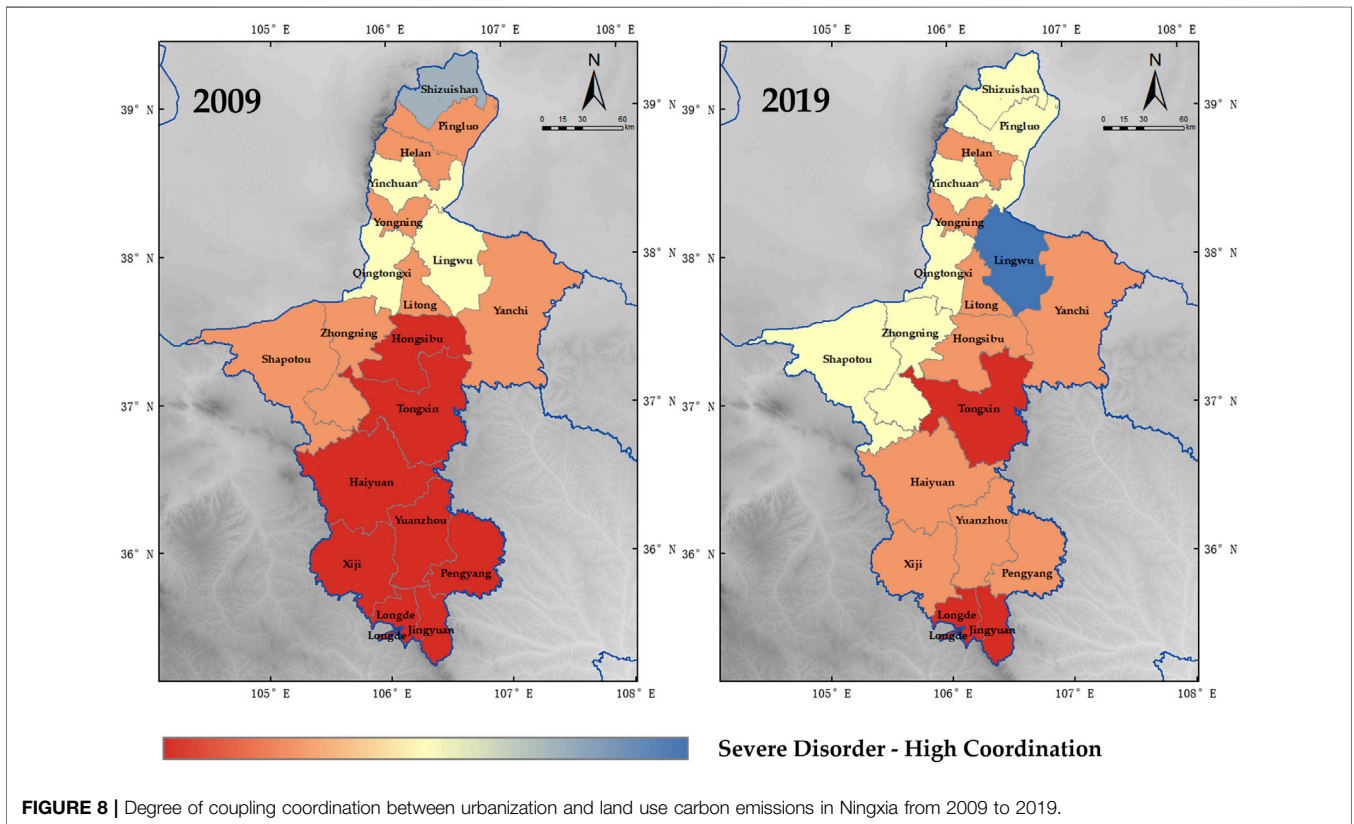 105° E 106° E 107° E 108° E
2009
N
0 15 30 60
km
39° N
38° N
37° N
36° N
39° N
38° N
37° N
36° N
Shizuishan
Pingluo
Helan
Yinchuan
Yongning
Lingwu
Qingtongxi
Litong
Yanchi
Zhongning
Hongsibu
Shapotou
Tongxin
Haiyuan
Yuanzhou
Xiji
Pengyang
Longde
Jingyuan
Longde
105° E 106° E 107° E 108° E
105° E 106° E 107° E 108° E
2019
N
0 15 30 60
km
39° N
38° N
37° N
36° N
Shizuishan
Pingluo
Helan
Yinchuan
Yongning
Lingwu
Qingtongxi
Litong
Yanchi
Zhongning
Hongsibu
Shapotou
Tongxin
Haiyuan
Yuanzhou
Xiji
Pengyang
Longde
Jingyuan
Longde
105° E 106° E 107° E 108° E
Severe Disorder - High Coordination
FIGURE 8 | Degree of coupling coordination between urbanization and land use carbon emissions in Ningxia from 2009 to 2019.